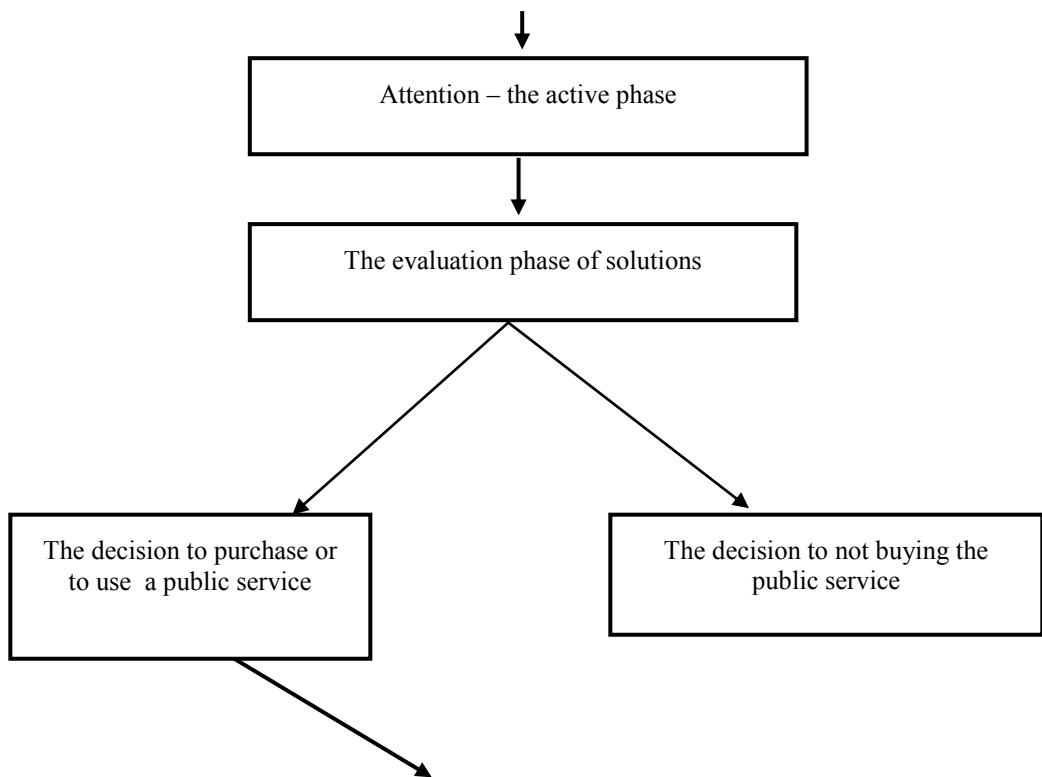 Attention – the active phase
The evaluation phase of solutions
The decision to purchase or
to use  a public service
The decision to not buying the
public service